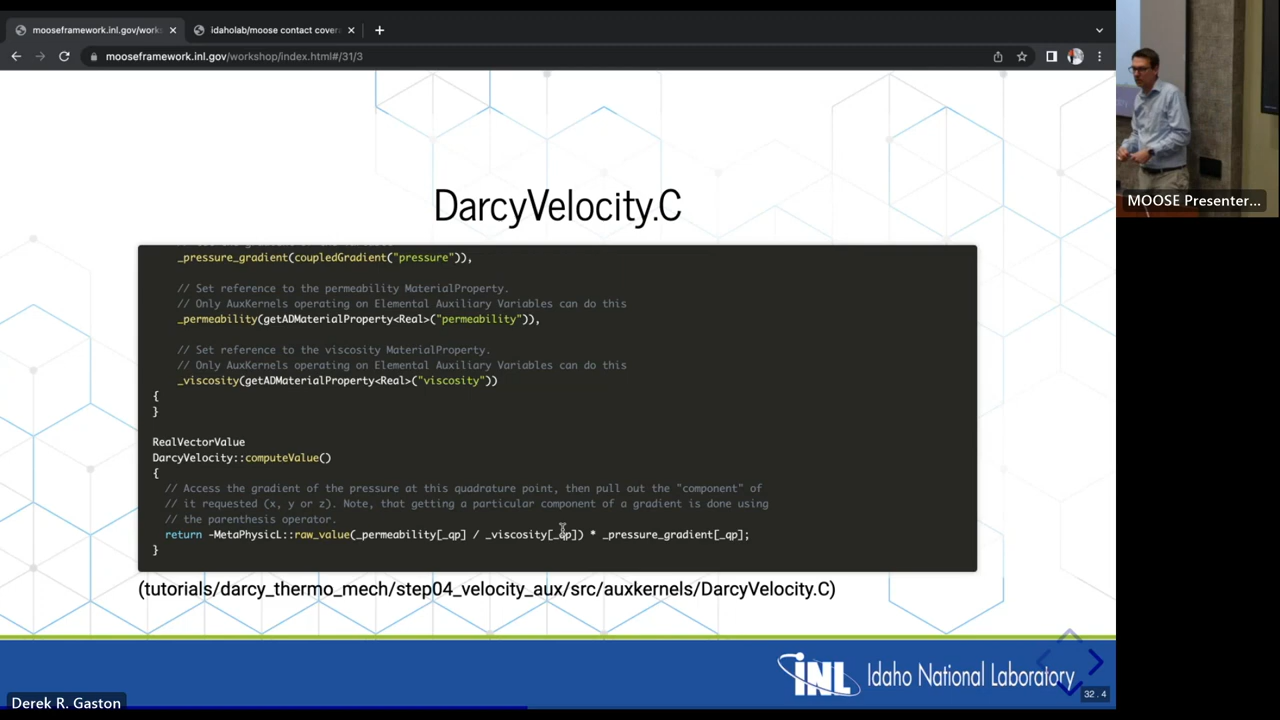 mooseframework.inl.gov/works
idaholab/moose contact cover
mooseframework.inl.gov/workshop/index.html#/31/3
DarcyVelocity.C
_pressure_gradient(coupledGradient("pressure")),
// Set reference to the permeability MaterialProperty.
// Only AuxKernels operating on Elemental Auxiliary Variables can do this
_permeability(getADMaterialProperty<Real>("permeability")),
// Set reference to the viscosity MaterialProperty.
// Only AuxKernels operating on Elemental Auxiliary Variables can do this
_viscosity(getADMaterialProperty<Real>("viscosity"))
{
}
RealVectorValue
DarcyVelocity::computeValue()
{
// Access the gradient of the pressure at this quadrature point, then pull out the "component" of
// it requested (x, y or z). Note, that getting a particular component of a gradient is done using
// the parenthesis operator.
return -MetaPhysicL::raw_value(_permeability[_qp] / _viscosity[_qp]) * _pressure_gradient[_qp];
}
(tutorials/darcy_thermo_mech/step04_velocity_aux/src/auxkernels/DarcyVelocity.C)
INL Idaho National Laboratory
32.4
Derek R. Gaston
MOOSE Presenter...